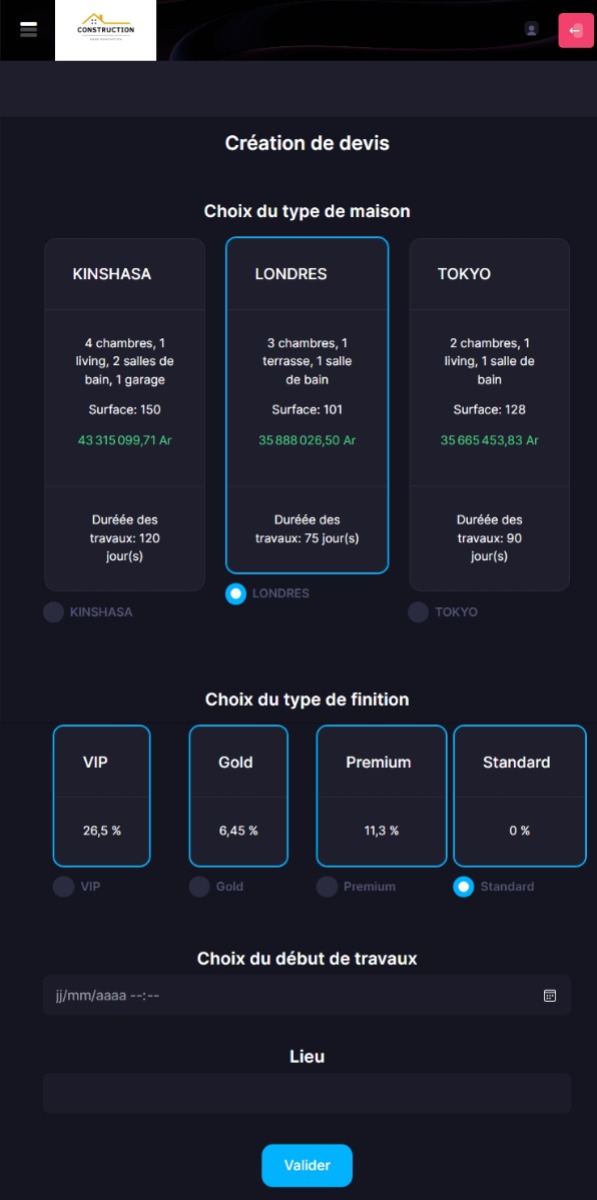 CONSTRUCTION
Création de devis
Choix du type de maison
KINSHASA
4 chambres, 1
living, 2 salles de
bain, 1 garage
Surface: 150
43 315 099,71 Ar
Duréée des
travaux: 120
jour(s)
KINSHASA
LONDRES
3 chambres, 1
terrasse, 1 salle
de bain
Surface: 101
35 888 026,50 Ar
Duréée des
travaux: 75 jour(s)
LONDRES
TOKYO
2 chambres, 1
living, 1 salle de
bain
Surface: 128
35 665 453,83 Ar
Duréée des
travaux: 90
jour(s)
TOKYO
Choix du type de finition
VIP
26,5 %
VIP
Gold
6,45 %
Gold
Premium
11,3 %
Premium
Standard
0 %
Standard
Choix du début de travaux
jj/mm/aaaa --:--
Lieu
Valider